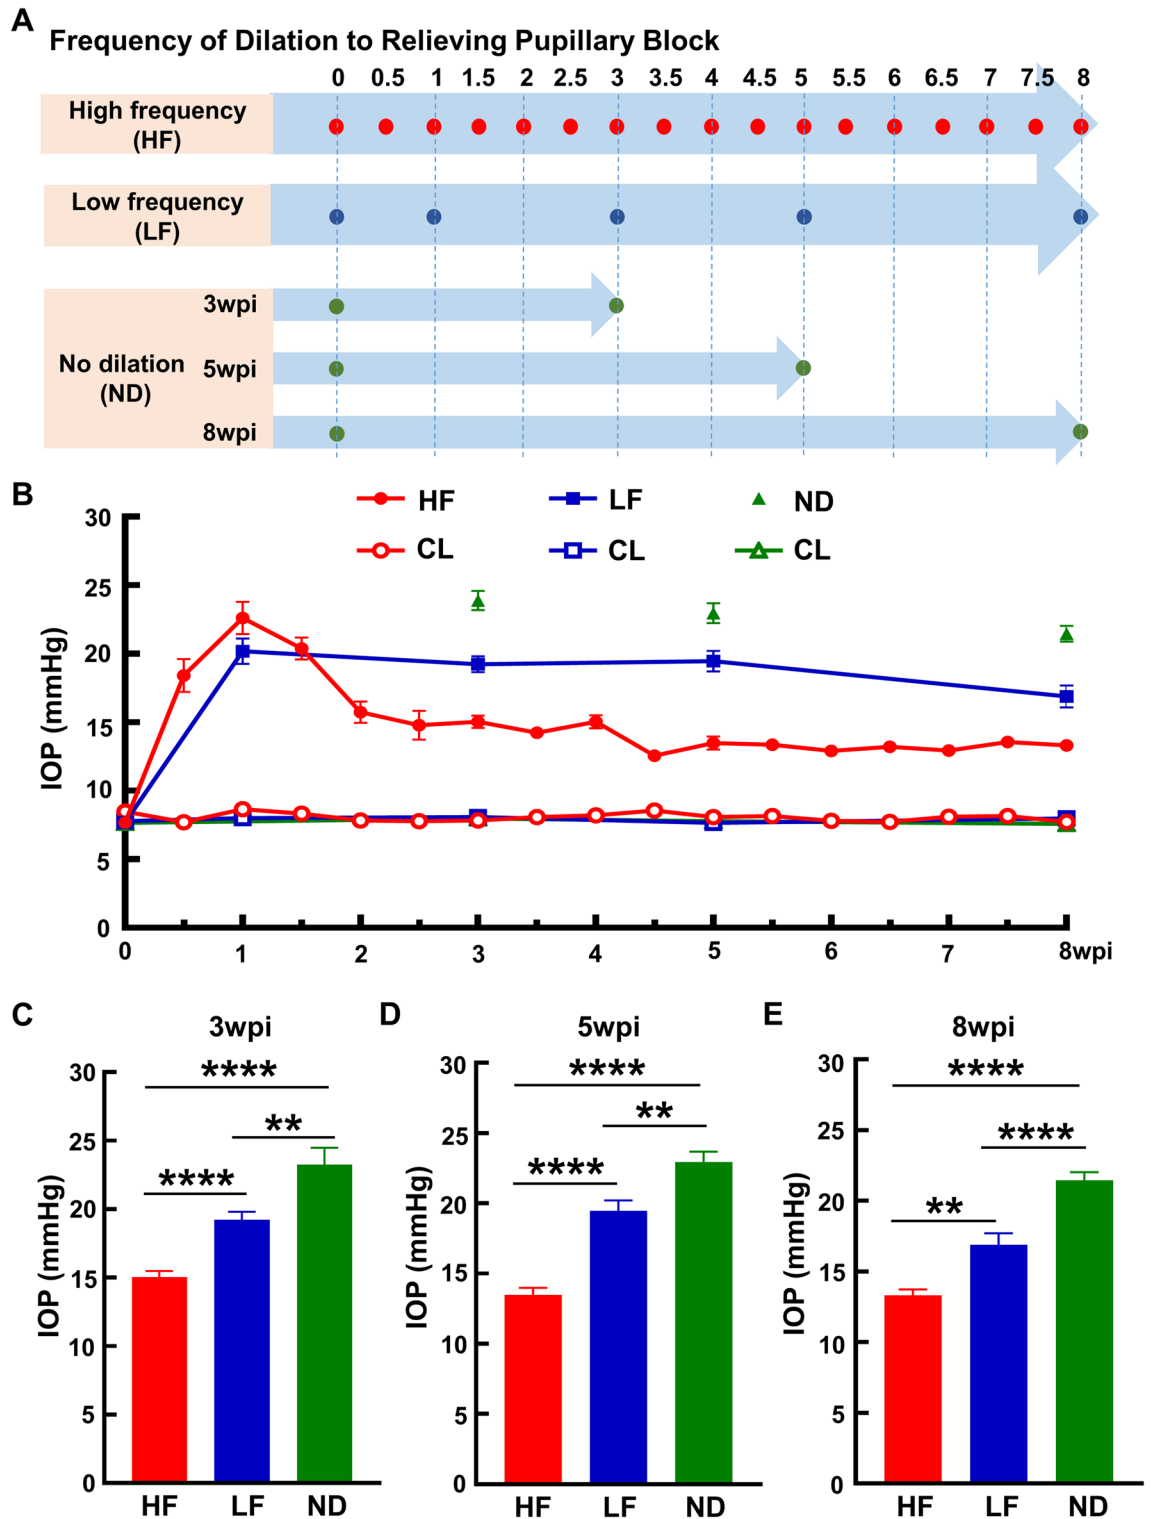 A
Frequency of Dilation to Relieving Pupillary Block
0 0.5 1 1.5 2 2.5 3 3.5 4 4.5 5 5.5 6 6.5 7 7.5 8
High frequency
(HF)
Low frequency
(LF)
3wpi
No dilation
(ND)
5wpi
8wpi
B
HF LF ND
CL CL CL
IOP (mmHg)
30
25
20
15
10
5
0
0 1 2 3 4 5 6 7 8wpi
C
3wpi
IOP (mmHg)
30
25
20
15
10
5
0
****
**
****
HF LF ND
D
5wpi
IOP (mmHg)
30
25
20
15
10
5
0
****
**
****
HF LF ND
E
8wpi
IOP (mmHg)
30
25
20
15
10
5
0
****
****
**
HF LF ND